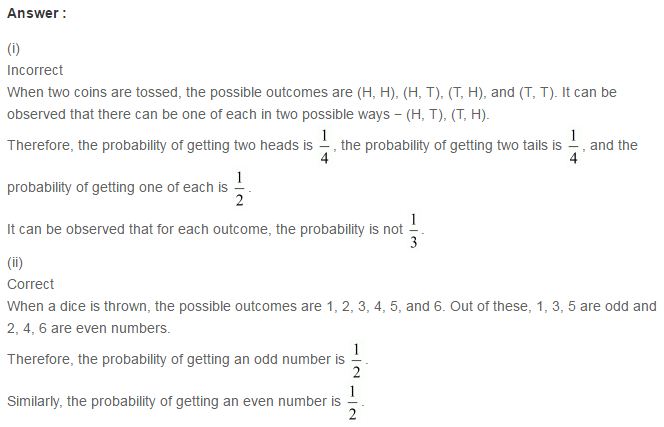 Answer :
(i)
Incorrect
When two coins are tossed, the possible outcomes are (H, H), (H, T), (T, H), and (T, T). It can be
observed that there can be one of each in two possible ways − (H, T), (T, H).
Therefore, the probability of getting two heads is 1/4, the probability of getting two tails is 1/4, and the
probability of getting one of each is 1/2.
It can be observed that for each outcome, the probability is not 1/3.
(ii)
Correct
When a dice is thrown, the possible outcomes are 1, 2, 3, 4, 5, and 6. Out of these, 1, 3, 5 are odd and
2, 4, 6 are even numbers.
Therefore, the probability of getting an odd number is 1/2.
Similarly, the probability of getting an even number is 1/2.